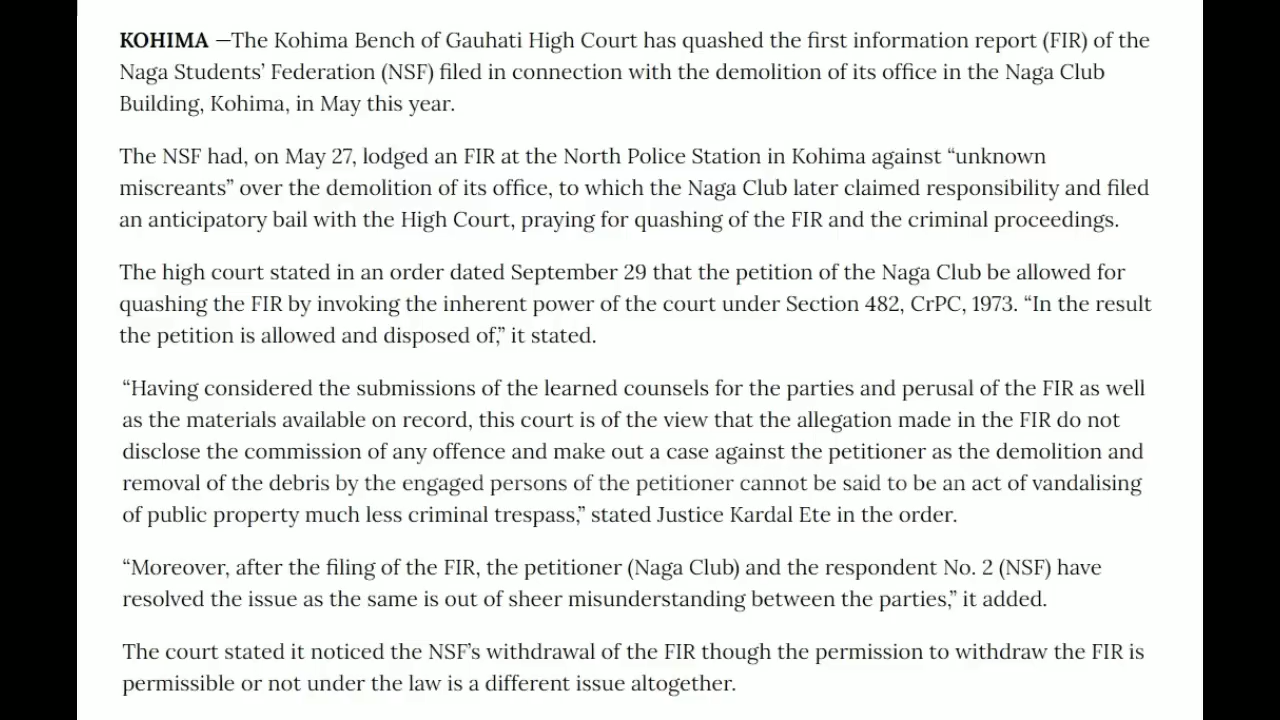 KOHIMA —The Kohima Bench of Gauhati High Court has quashed the first information report (FIR) of the
Naga Students’ Federation (NSF) filed in connection with the demolition of its office in the Naga Club
Building, Kohima, in May this year.
The NSF had, on May 27, lodged an FIR at the North Police Station in Kohima against “unknown
miscreants” over the demolition of its office, to which the Naga Club later claimed responsibility and filed
an anticipatory bail with the High Court, praying for quashing of the FIR and the criminal proceedings.
The high court stated in an order dated September 29 that the petition of the Naga Club be allowed for
quashing the FIR by invoking the inherent power of the court under Section 482, CrPC, 1973. “In the result
the petition is allowed and disposed of,” it stated.
“Having considered the submissions of the learned counsels for the parties and perusal of the FIR as well
as the materials available on record, this court is of the view that the allegation made in the FIR do not
disclose the commission of any offence and make out a case against the petitioner as the demolition and
removal of the debris by the engaged persons of the petitioner cannot be said to be an act of vandalising
of public property much less criminal trespass,” stated Justice Kardal Ete in the order.
“Moreover, after the filing of the FIR, the petitioner (Naga Club) and the respondent No. 2 (NSF) have
resolved the issue as the same is out of sheer misunderstanding between the parties,” it added.
The court stated it noticed the NSF’s withdrawal of the FIR though the permission to withdraw the FIR is
permissible or not under the law is a different issue altogether.